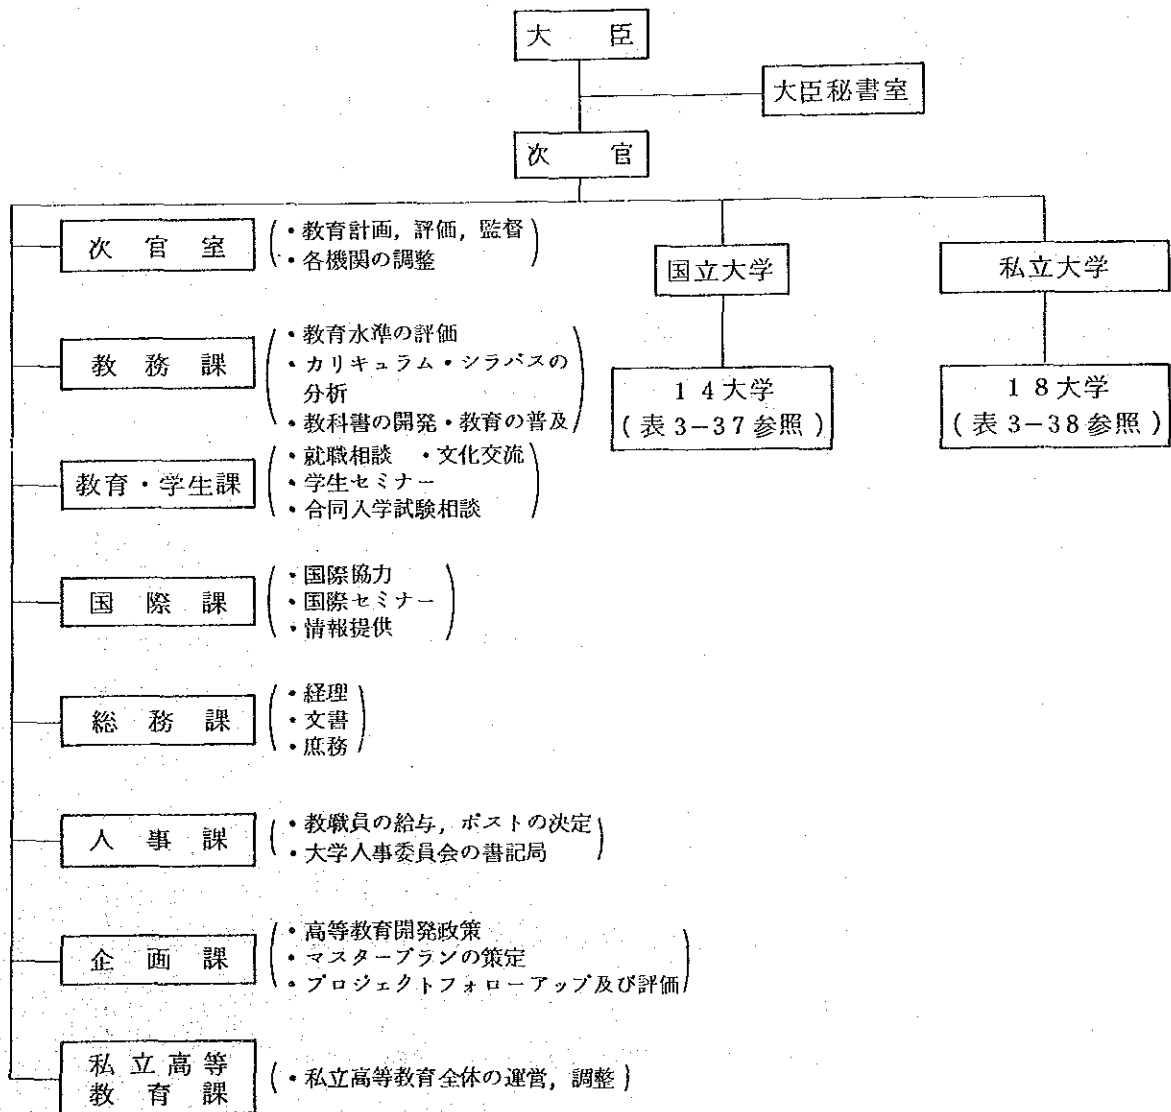 大臣
大臣秘書室
次官
次官室
・教育計画，評価，監督
・各機関の調整
国立大学
私立大学
教務課
・教育水準の評価
・カリキュラム・シラバスの
分析
・教科書の開発・教育の普及
14大学
(表3-37参照)
18大学
(表3-38参照)
教育・学生課
・就職相談 ・文化交流
・学生セミナー
・合同入学試験相談
国際課
・国際協力
・国際セミナー
・情報提供
総務課
・経理
・文書
・庶務
人事課
・教職員の給与，ポストの決定
・大学人事委員会の書記局
企画課
・高等教育開発政策
・マスタープランの策定
・プロジェクトフォローアップ及び評価
私立高等
教育課
・私立高等教育全体の運営，調整